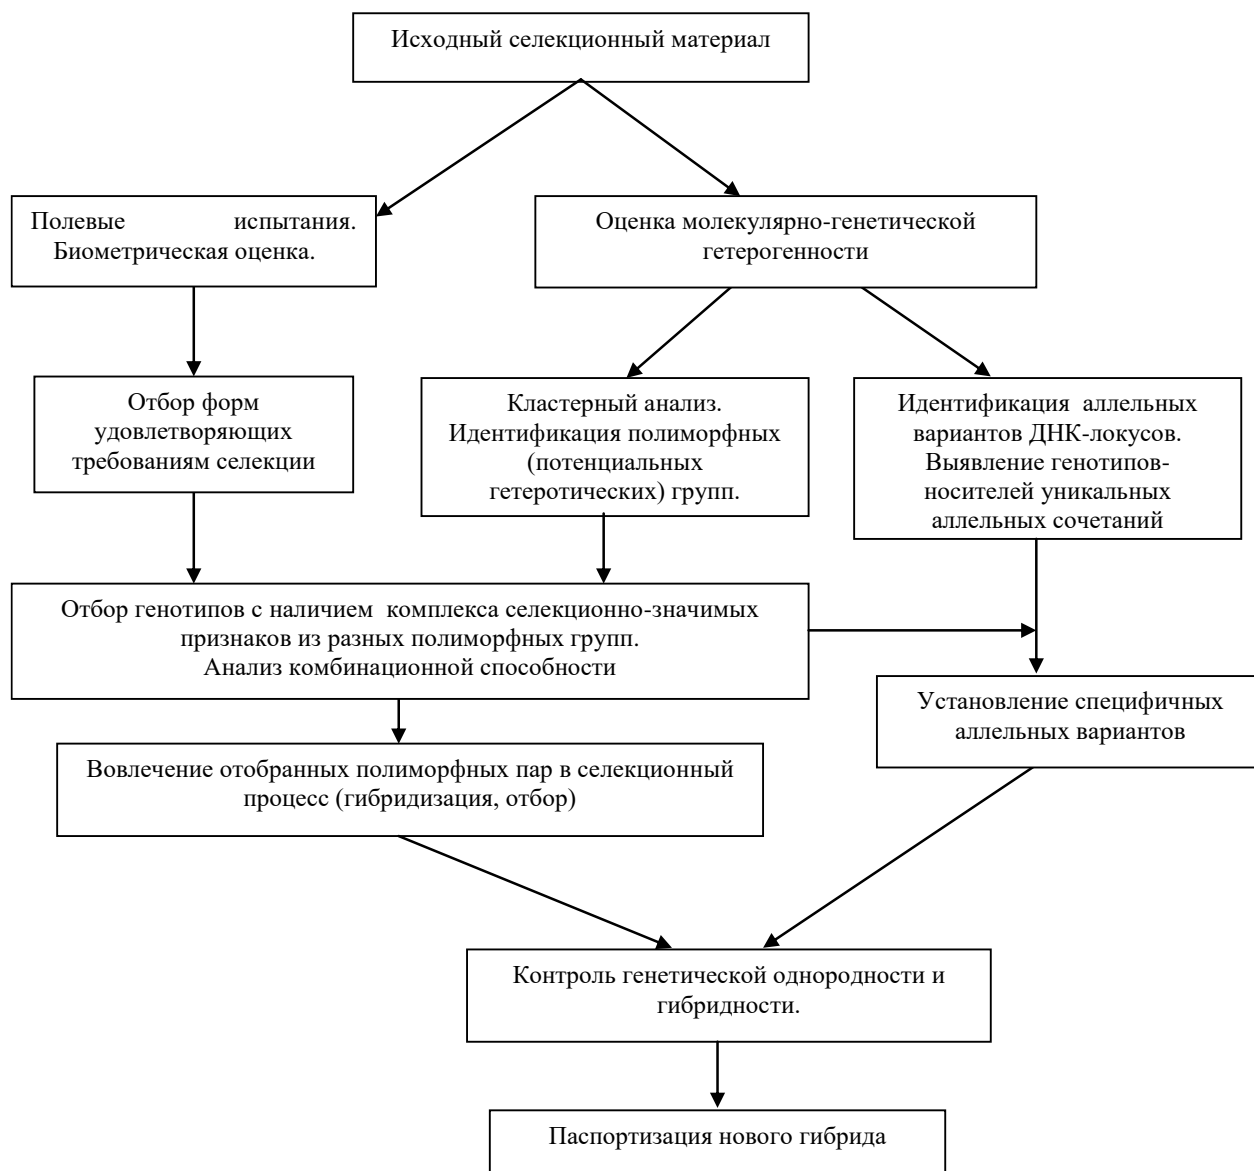 Исходный селекционный материал
Полевые испытания.
Биометрическая оценка.
Оценка молекулярно-генетической
гетерогенности
Отбор форм
удовлетворяющих
требованиям селекции
Кластерный анализ.
Идентификация полиморфных
(потенциальных
гетеротических) групп.
Идентификация аллельных
вариантов ДНК-локусов.
Выявление генотипов-
носителей уникальных
аллельных сочетаний
Отбор генотипов с наличием комплекса селекционно-значимых
признаков из разных полиморфных групп.
Анализ комбинационной способности
Установление специфичных
аллельных вариантов
Вовлечение отобранных полиморфных пар в селекционный
процесс (гибридизация, отбор)
Контроль генетической однородности и
гибридности.
Паспортизация нового гибрида